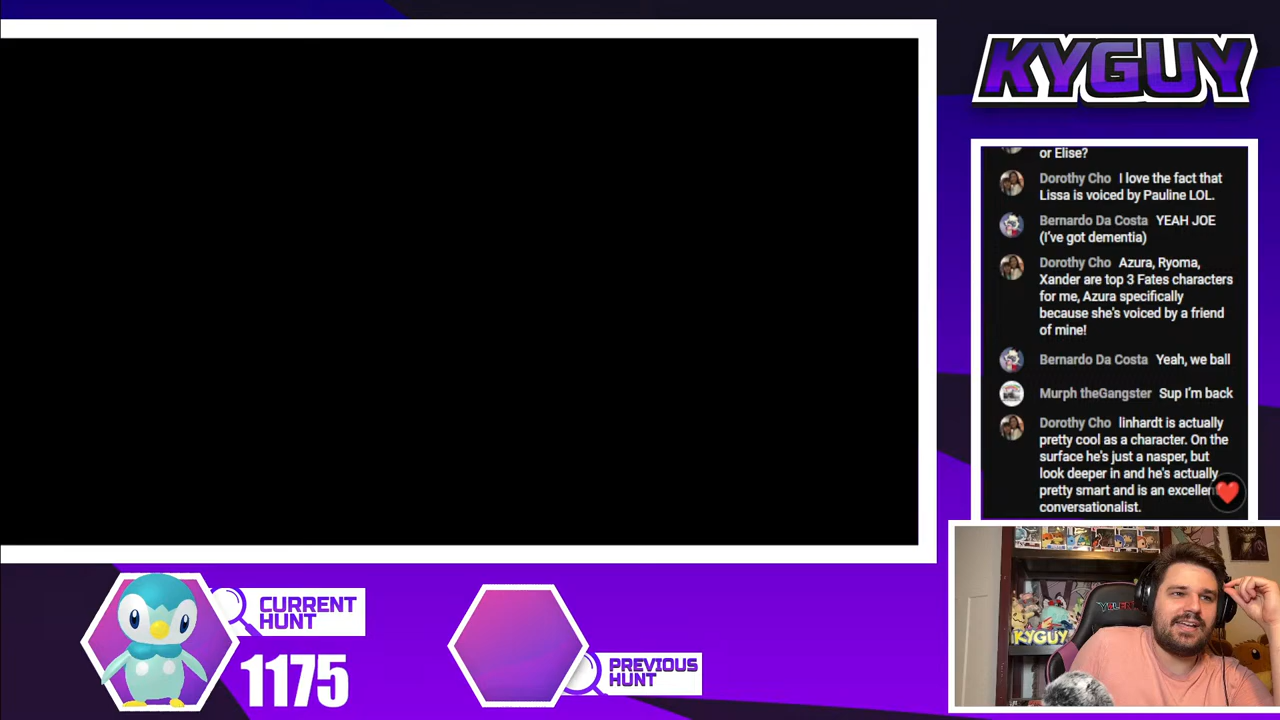 KYGUY
or Elise?
Dorothy Cho I love the fact that
Lissa is voiced by Pauline LOL.
Bernardo Da Costa YEAH JOE
(I've got dementia)
Dorothy Cho Azura, Ryoma,
Xander are top 3 Fates characters
for me, Azura specifically
because she's voiced by a friend
of mine!
Bernardo Da Costa Yeah, we ball
Murph theGangster Sup I'm back
Dorothy Cho linhardt is actually
pretty cool as a character. On the
surface he's just a nasper, but
look deeper in and he's actually
pretty smart and is an excellent
conversationalist.
CURRENT
HUNT
1175
PREVIOUS
HUNT
KYGUY